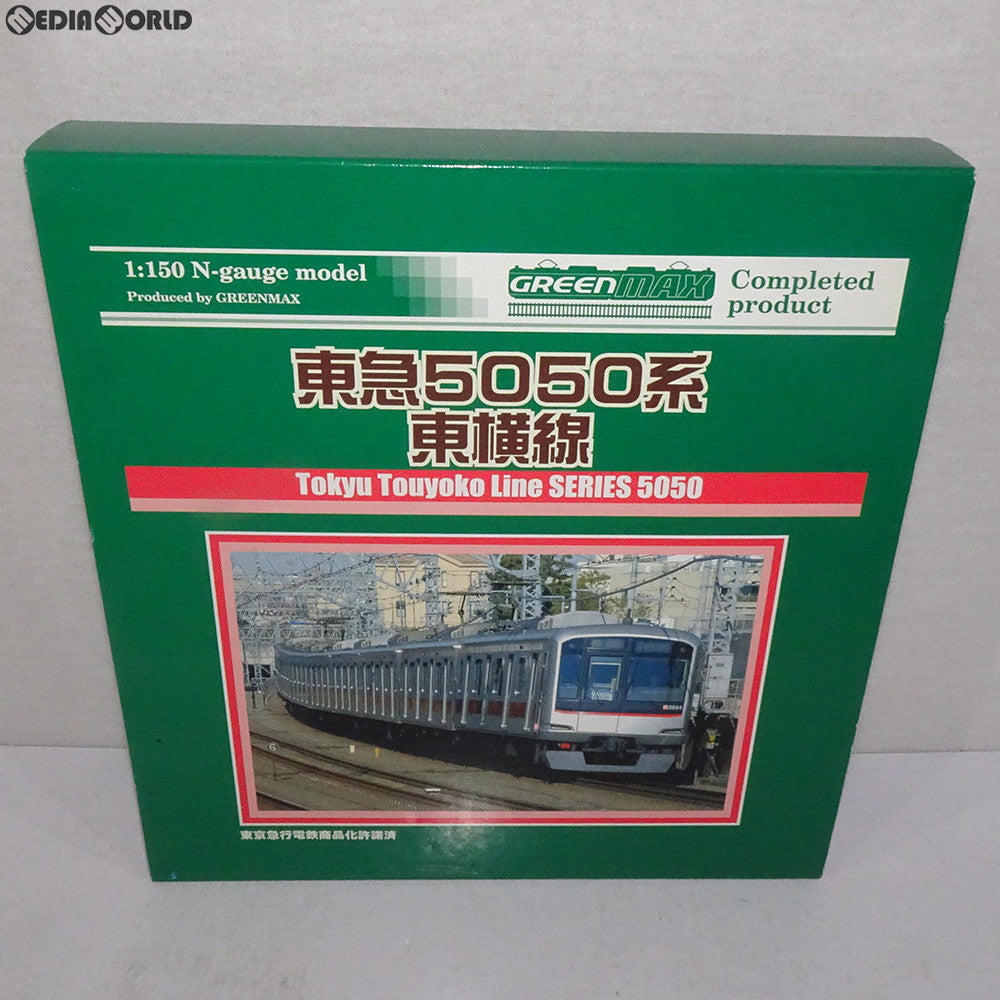 MEDIAWORLD
1:150 N-gauge model
Produced by GREENMAX
GREENMAX
Completed
product
東急5050系
東横線
Tokyu Touyoko Line SERIES 5050
東京急行電鉄商品化許諾済